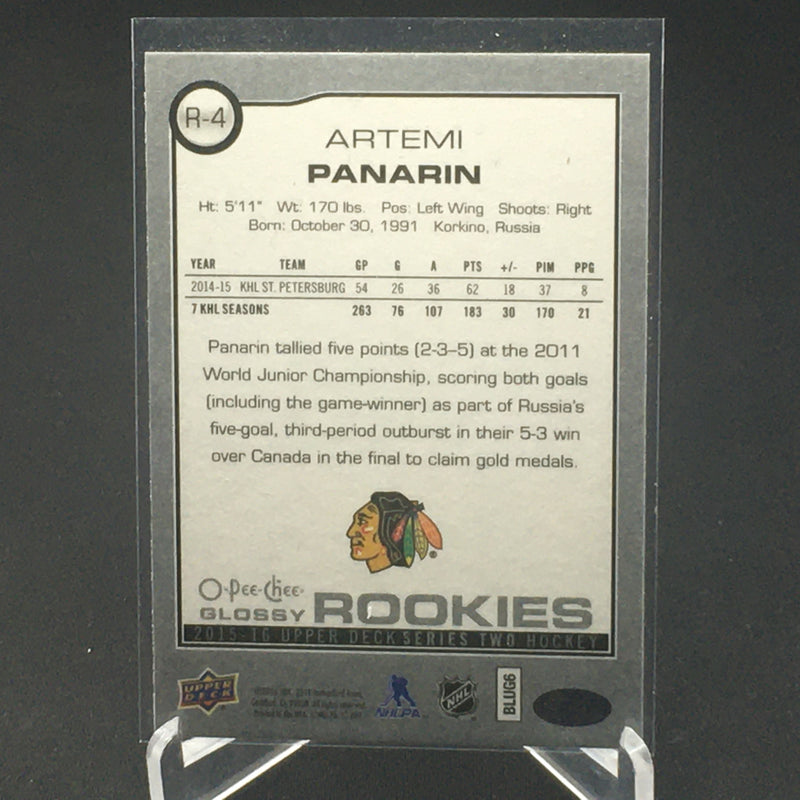 R-4
ARTEMI
PANARIN
Ht: 5'11" Wt: 170 lbs. Pos: Left Wing Shoots: Right
Born: October 30, 1991 Korkino, Russia
YEAR TEAM GP G A PTS +/- PIM PPG
2014-15 KHL ST. PETERSBURG 54 26 36 62 18 37 8
7 KHL SEASONS 263 76 107 183 30 170 21
Panarin tallied five points (2-3–5) at the 2011
World Junior Championship, scoring both goals
(including the game-winner) as part of Russia's
five-goal, third-period outburst in their 5-3 win
over Canada in the final to claim gold medals.
®
O-Pee-Chee
GLOSSY ROOKIES
2015-16 UPPER DECK SERIES TWO HOCKEY
UPPER DECK
NHLPA
NHL
BLUG6